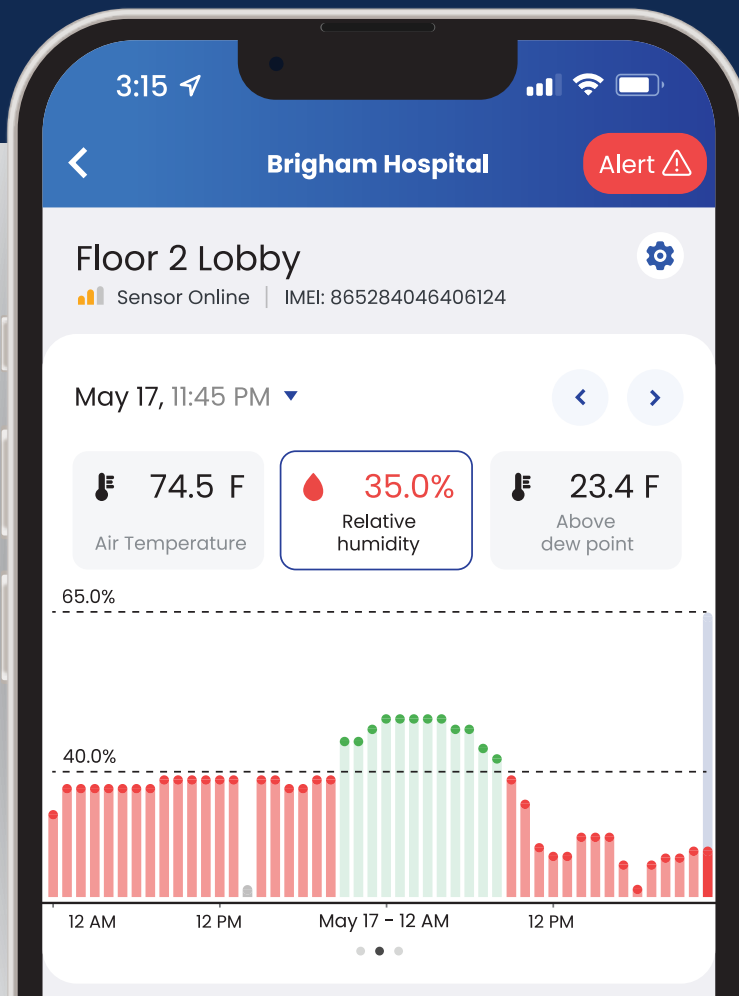 3:15
Brigham Hospital
Alert
Floor 2 Lobby
Sensor Online | IMEI: 865284046406124
May 17, 11:45 PM
74.5 F
Air Temperature
35.0%
Relative
humidity
23.4 F
Above
dew point
65.0%
40.0%
12 AM 12 PM May 17 - 12 AM 12 PM